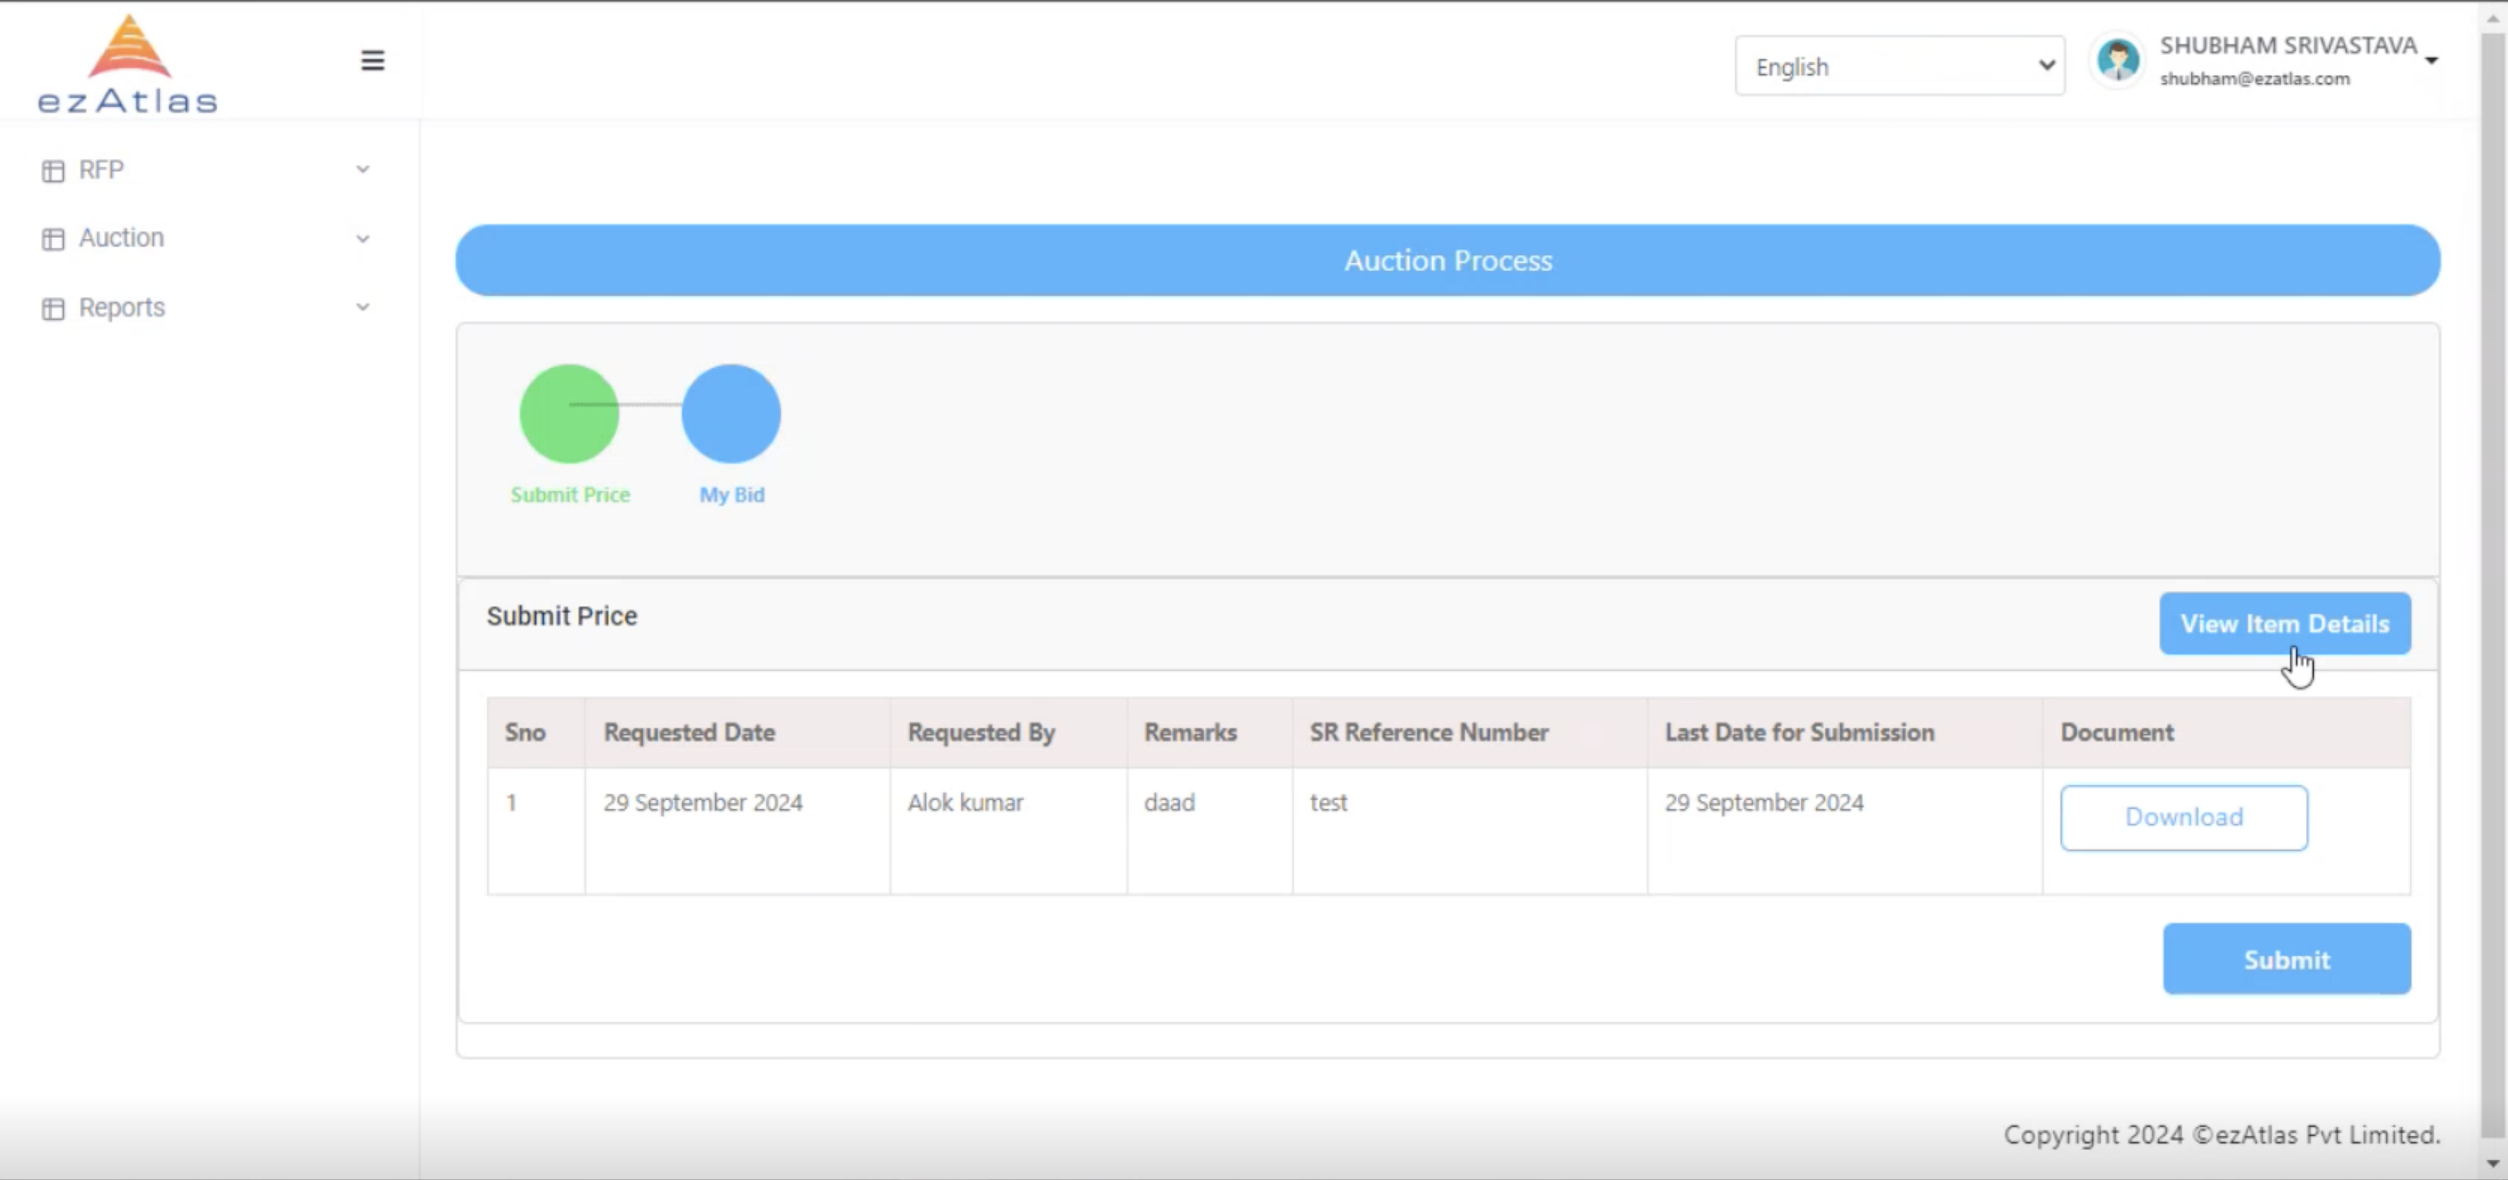 ezAtlas
English
SHUBHAM SRIVASTAVA
shubham@ezatlas.com
RFP
Auction
Reports
Auction Process
Submit Price
My Bid
Submit Price
View Item Details
Sno Requested Date Requested By Remarks SR Reference Number Last Date for Submission Document
1 29 September 2024 Alok kumar daad test 29 September 2024 Download
Submit
Copyright 2024 ©ezAtlas Pvt Limited.